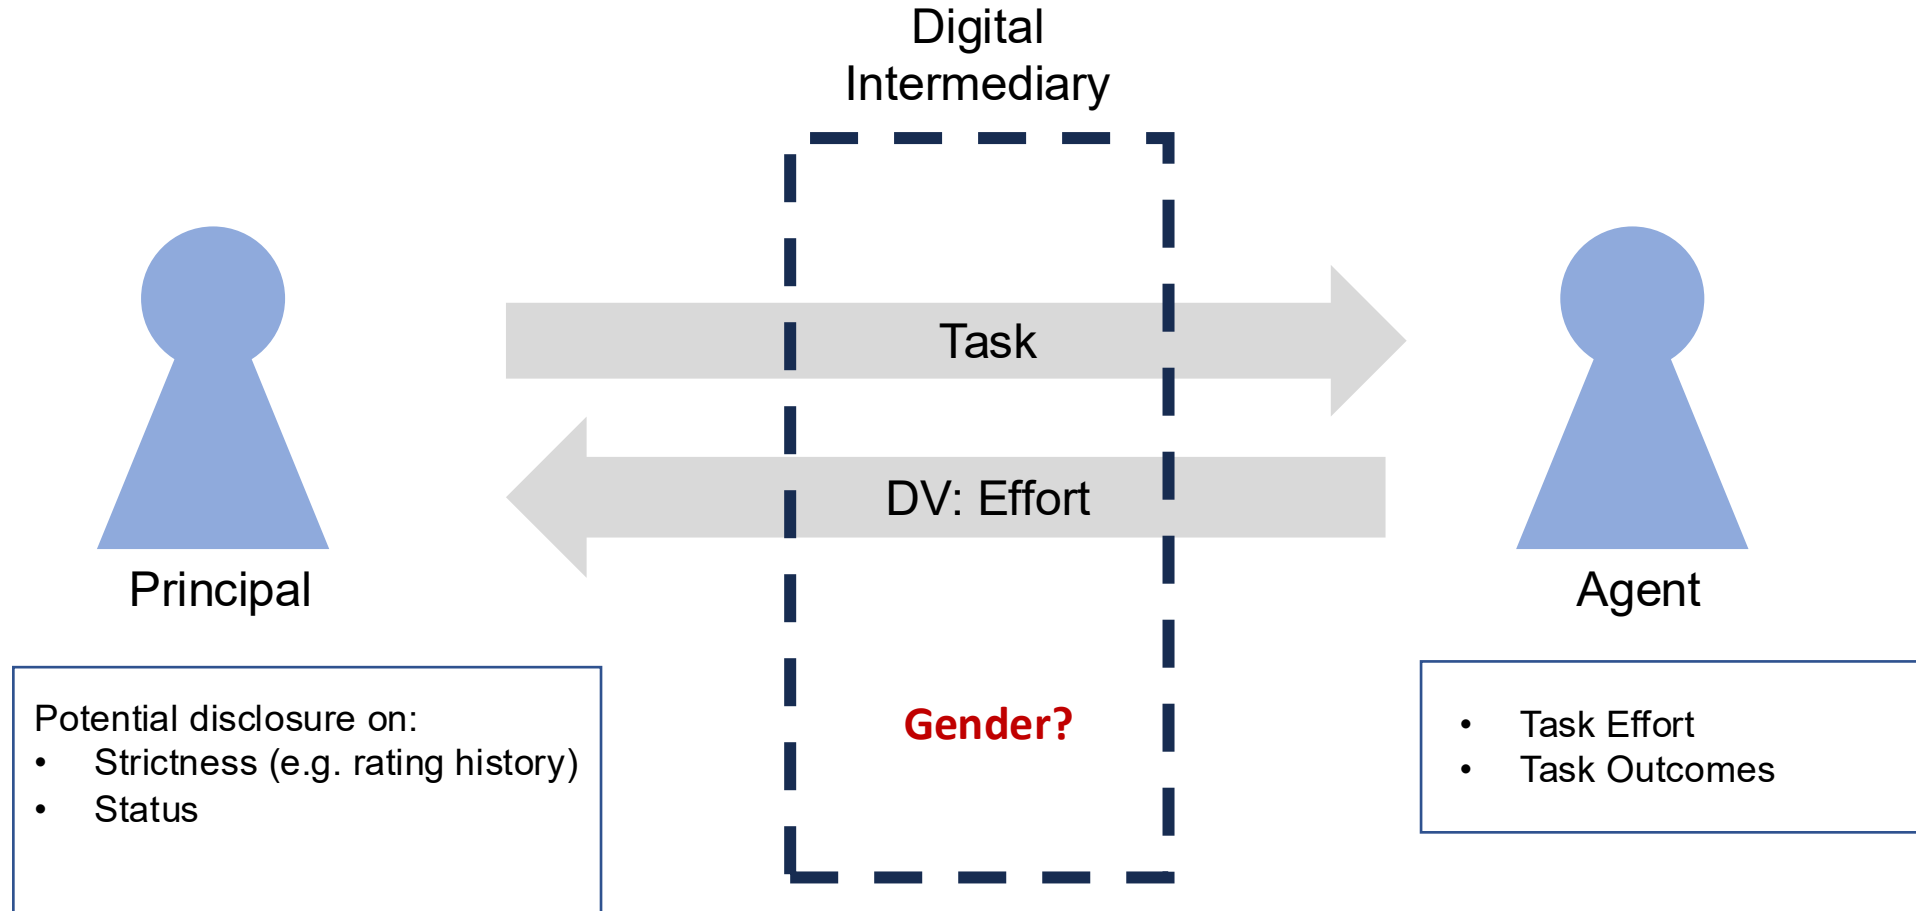 Digital
Intermediary
Task
DV: Effort
Principal
Agent
Potential disclosure on:
• Strictness (e.g. rating history)
• Status
Gender?
• Task Effort
• Task Outcomes